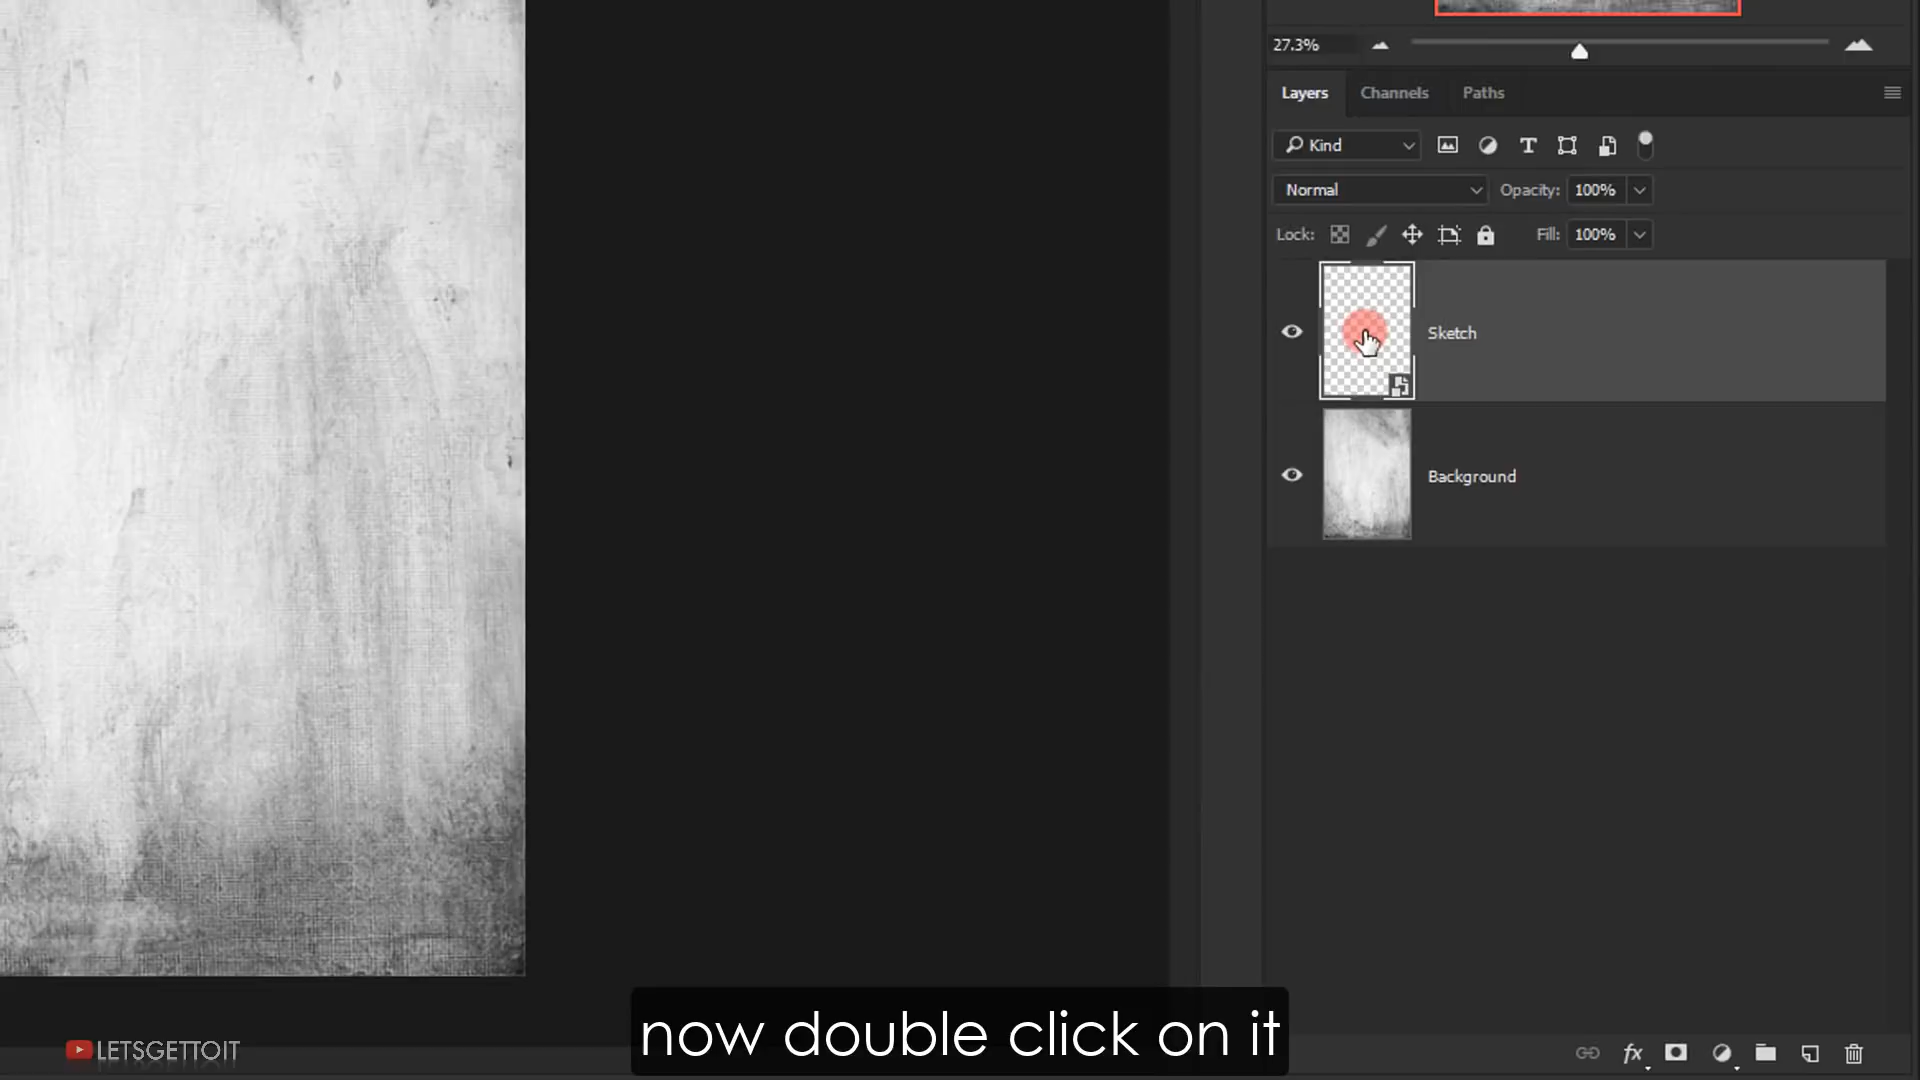 27.3%
Layers Channels Paths
Kind
Normal Opacity: 100%
Lock: Fill: 100%
Sketch
Background
fx
now double click on it
LETSGETTOIT